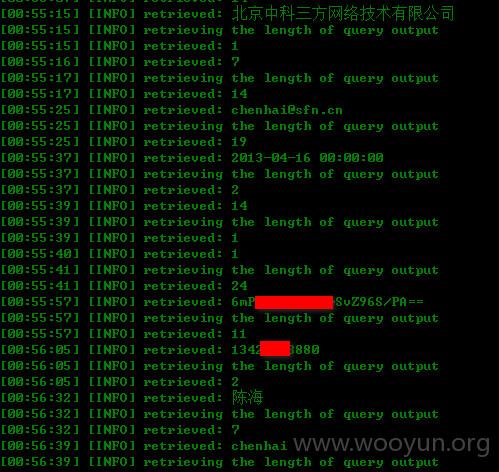 [00:55:15] [INFO] retrieved: 北京中科三方网络技术有限公司
[00:55:15] [INFO] retrieving the length of query output
[00:55:15] [INFO] retrieved: 1
[00:55:16] [INFO] retrieved: 7
[00:55:17] [INFO] retrieving the length of query output
[00:55:17] [INFO] retrieved: 14
[00:55:25] [INFO] retrieved: chenhai@sfn.cn
[00:55:25] [INFO] retrieving the length of query output
[00:55:25] [INFO] retrieved: 19
[00:55:37] [INFO] retrieved: 2013-04-16 00:00:00
[00:55:37] [INFO] retrieving the length of query output
[00:55:37] [INFO] retrieved: 2
[00:55:39] [INFO] retrieved: 14
[00:55:39] [INFO] retrieving the length of query output
[00:55:39] [INFO] retrieved: 1
[00:55:40] [INFO] retrieved: 1
[00:55:41] [INFO] retrieving the length of query output
[00:55:41] [INFO] retrieved: 24
[00:55:57] [INFO] retrieved: 6mP SvZ96S/PA==
[00:55:57] [INFO] retrieving the length of query output
[00:55:57] [INFO] retrieved: 11
[00:56:05] [INFO] retrieved: 1342 880
[00:56:05] [INFO] retrieving the length of query output
[00:56:05] [INFO] retrieved: 2
[00:56:32] [INFO] retrieved: 陈海
[00:56:32] [INFO] retrieving the length of query output
[00:56:32] [INFO] retrieved: 7
[00:56:39] [INFO] retrieved: chenhai
[00:56:39] [INFO] retrieving the length of query output
www.wooyun.org